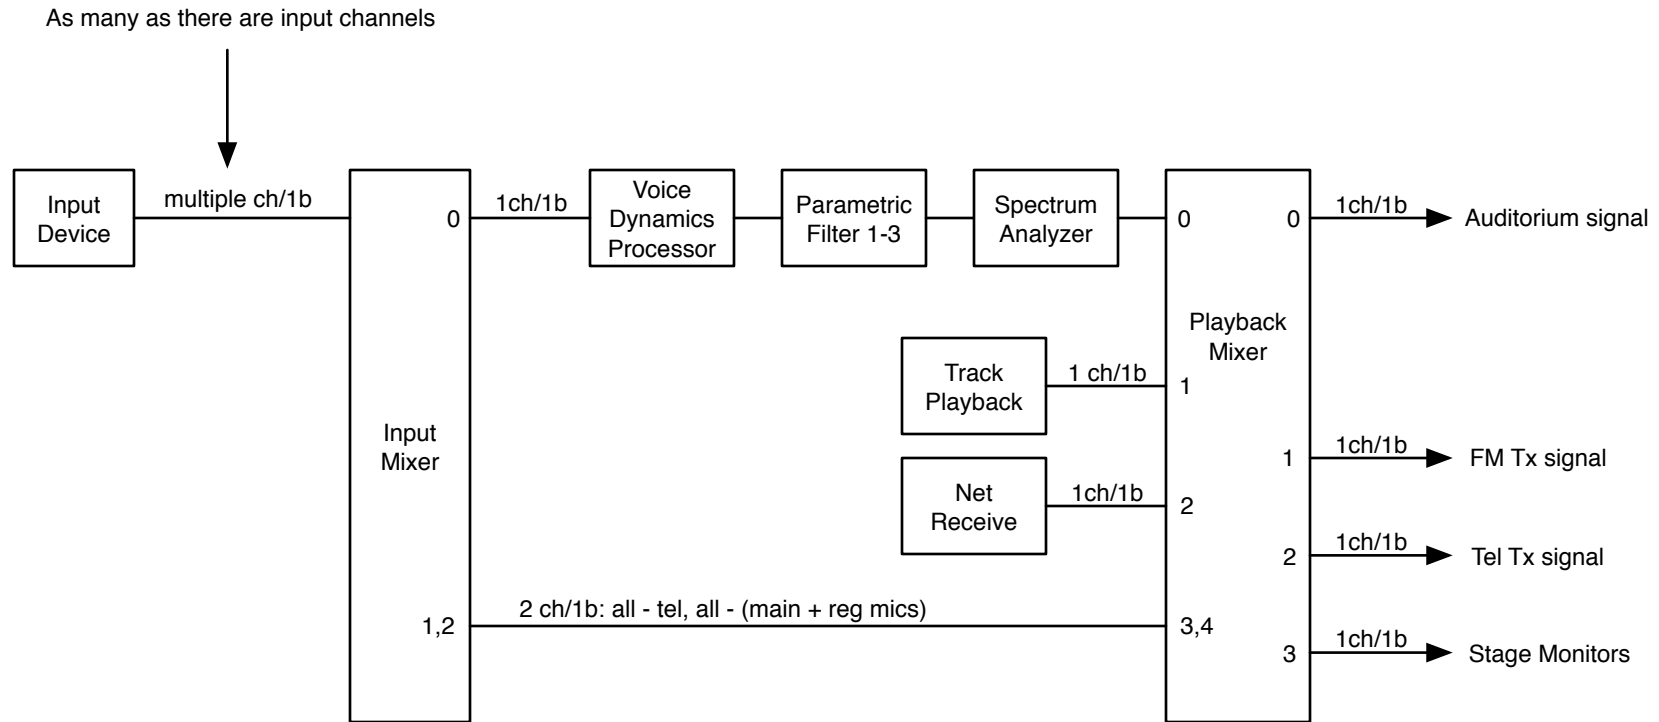 As many as there are input channels
Input
Device
multiple ch/1b
0
Input
Mixer
1,2
1ch/1b
Voice
Dynamics
Processor
Parametric
Filter 1-3
Spectrum
Analyzer
Track
Playback
1 ch/1b
Net
Receive
1ch/1b
2 ch/1b: all - tel, all - (main + reg mics)
0
1
2
3,4
Playback
Mixer
0
1
2
3
1ch/1b
Auditorium signal
1ch/1b
FM Tx signal
1ch/1b
Tel Tx signal
1ch/1b
Stage Monitors